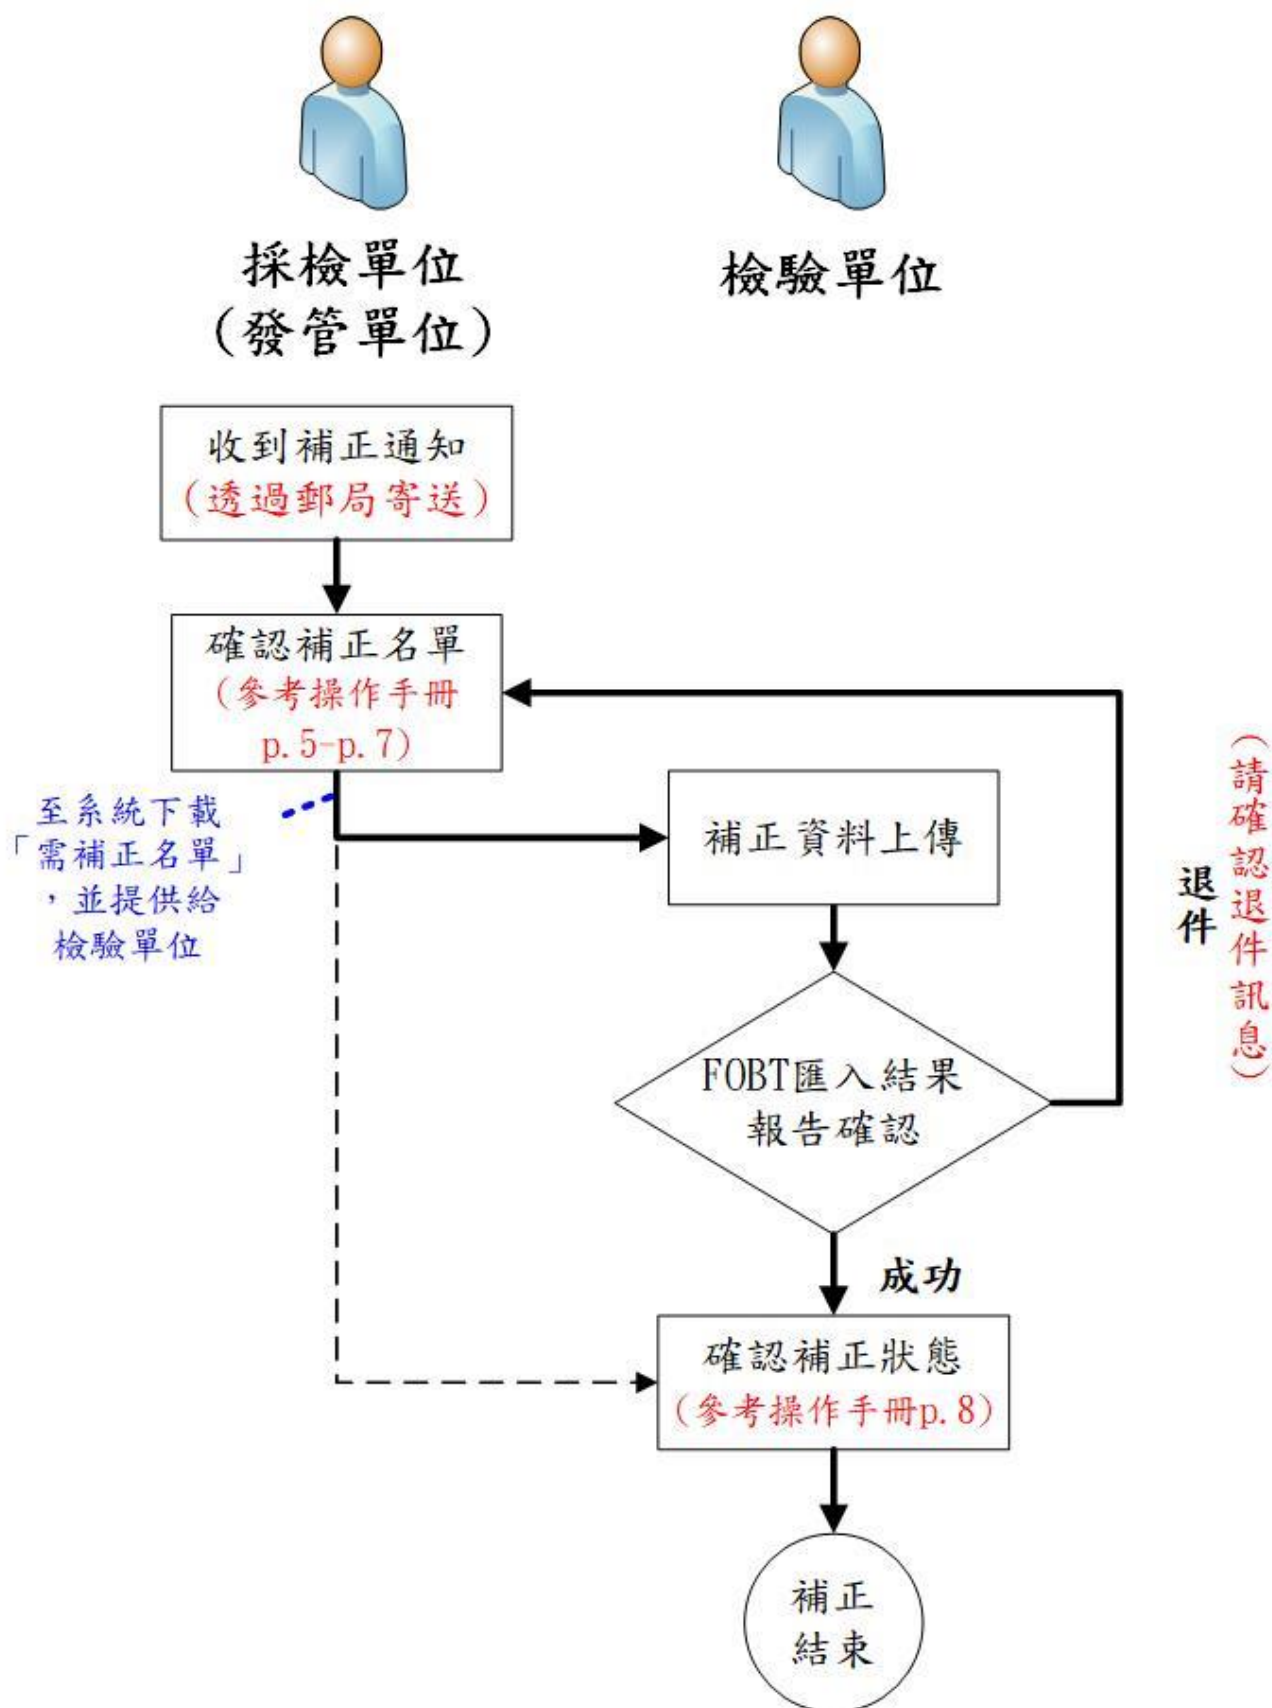 採檢單位
(發管單位)
檢驗單位
收到補正通知
(透過郵局寄送)
確認補正名單
(參考操作手冊
p.5-p.7)
至系統下載
「需補正名單」
，並提供給
檢驗單位
補正資料上傳
退件
(請確認退件訊息)
FOBT匯入結果
報告確認
成功
確認補正狀態
(參考操作手冊p.8)
補正
結束